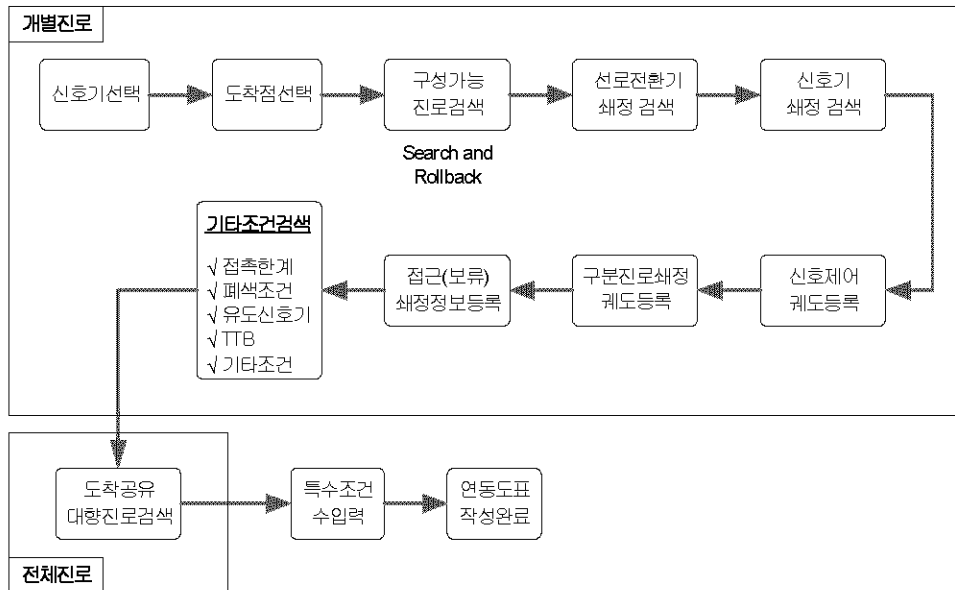 개별진로
신호기선택
도착점선택
구성가능
진로검색
선로전환기
쇄정 검색
신호기
쇄정 검색
Search and
Rollback
기타조건검색
√ 접촉한계
√ 폐색조건
√ 유도신호기
√ TTB
√ 기타조건
접근(보류)
쇄정정보등록
구분진로쇄정
궤도등록
신호제어
궤도등록
도착공유
대향진로검색
특수조건
수입력
연동도표
작성완료
전체진로